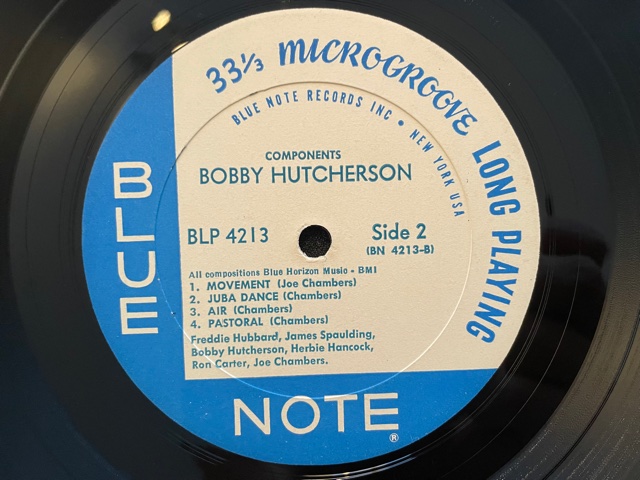 33⅓ MICROGROOVE LONG PLAYING
BLUE NOTE RECORDS INC • NEW YORK USA
COMPONENTS
BOBBY HUTCHERSON
BLP 4213
Side 2
(BN 4213-B)
All compositions Blue Horizon Music - BMI
1. MOVEMENT (Joe Chambers)
2. JUBA DANCE (Chambers)
3. AIR (Chambers)
4. PASTORAL (Chambers)
Freddie Hubbard, James Spaulding,
Bobby Hutcherson, Herbie Hancock,
Ron Carter, Joe Chambers.
BLUE
NOTE®